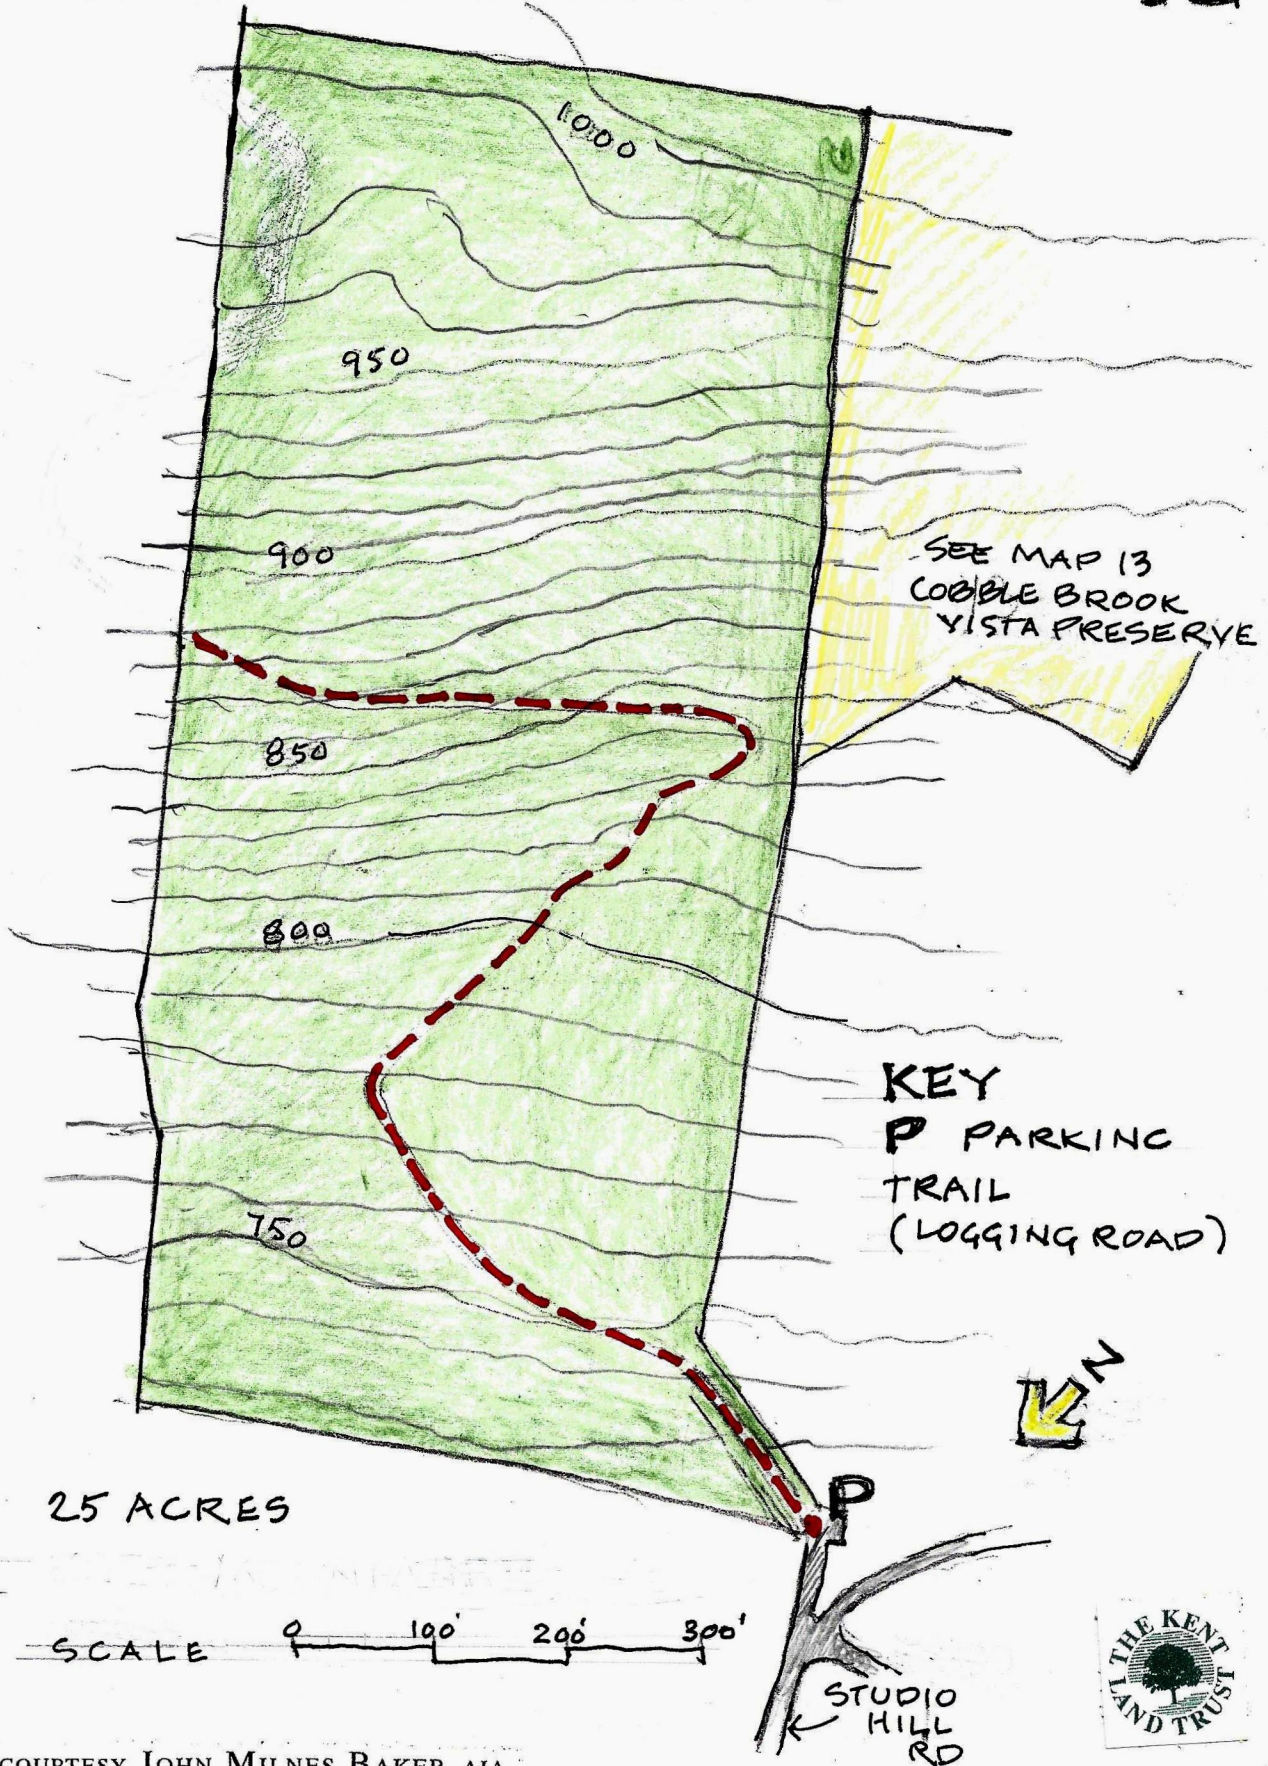 1000
950
900
SEE MAP 13
COBBLE BROOK
VISTA PRESERVE
850
800
KEY
P PARKING
TRAIL
(LOGGING ROAD)
750
N
P
25 ACRES
SCALE 0 100' 200' 300'
STUDIO
HILL
RD
THE KENT
LAND TRUST
COURTESY JOHN MILNES BAKER, AIA